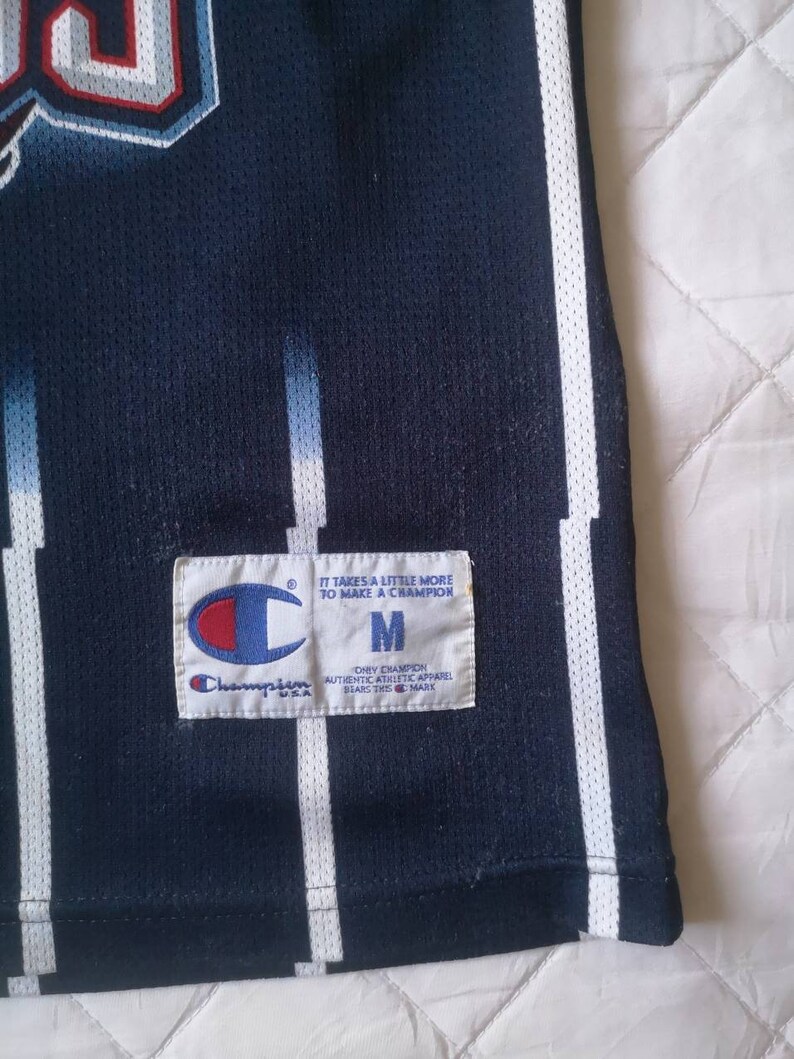 IT TAKES A LITTLE MORE
TO MAKE A CHAMPION
M
Champion
U.S.A
ONLY CHAMPION
AUTHENTIC ATHLETIC APPAREL
BEARS THIS C MARK